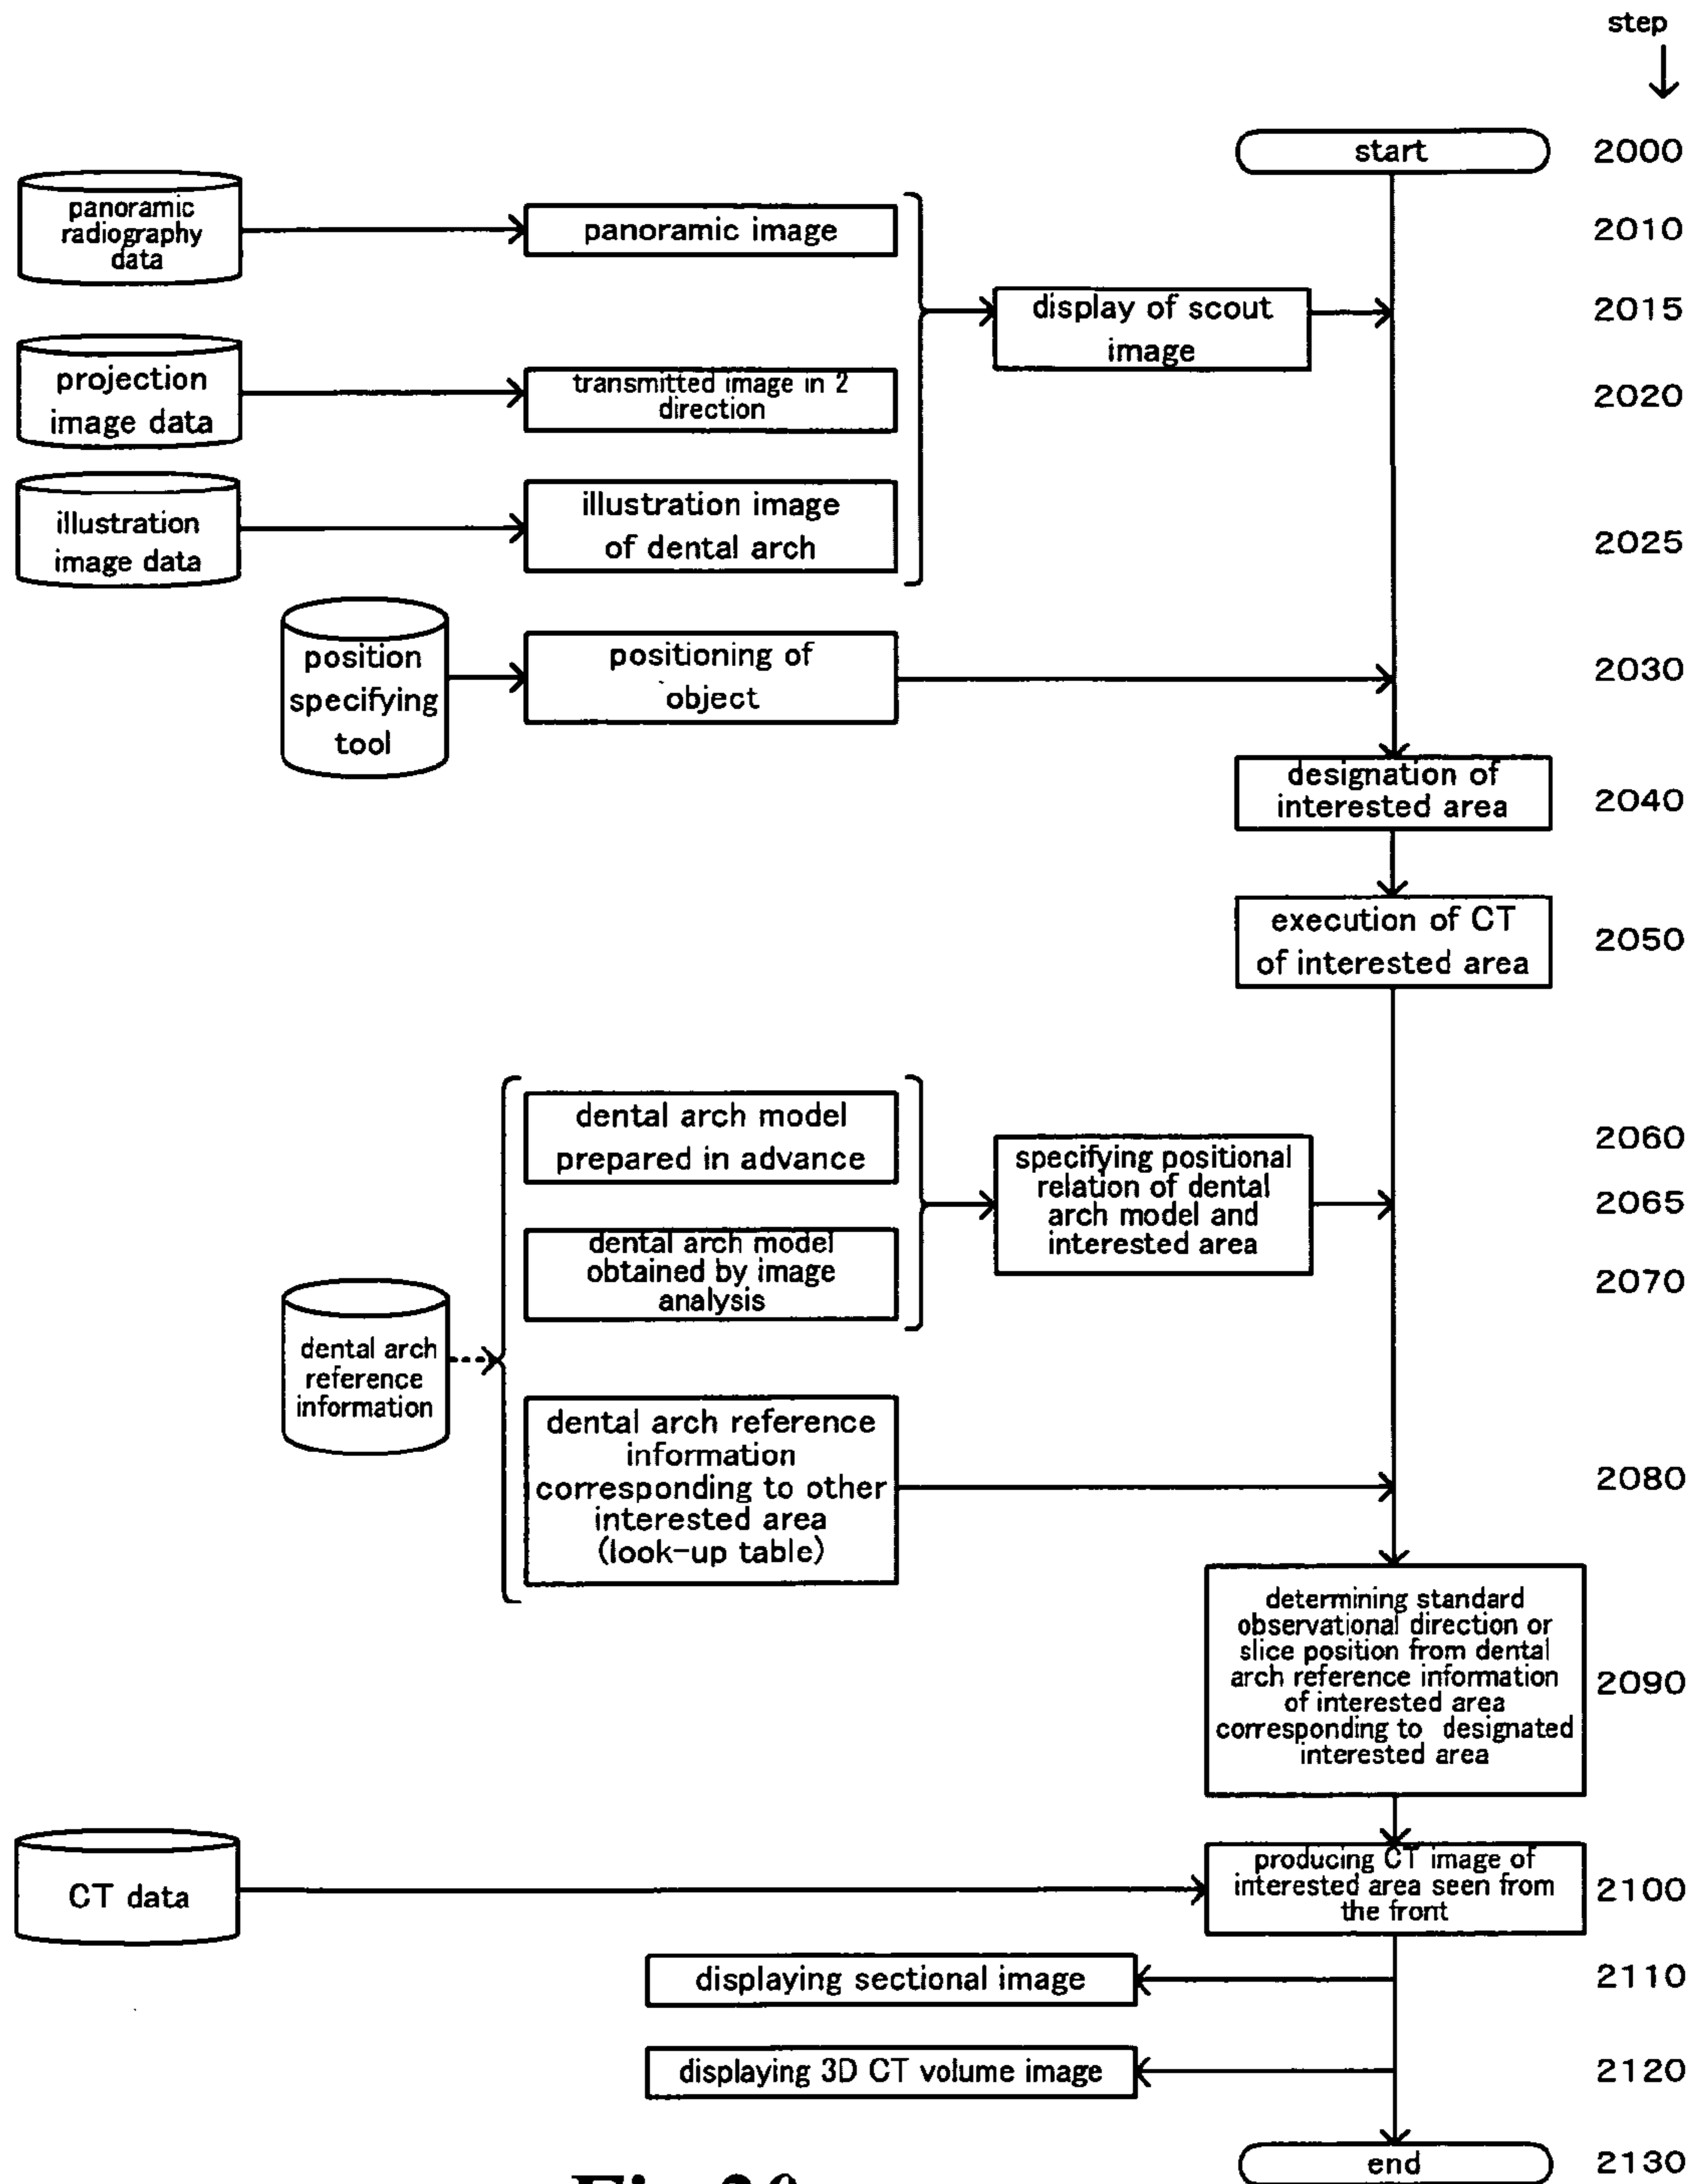 step
start
2000
panoramic
radiography
data
panoramic image
2010
display of scout
image
2015
projection
image data
transmitted image in 2
direction
2020
illustration
image data
illustration image
of dental arch
2025
position
specifying
tool
positioning of
object
2030
designation of
interested area
2040
execution of CT
of interested area
2050
dental arch model
prepared in advance
2060
specifying positional
relation of dental
arch model and
interested area
2065
dental arch model
obtained by image
analysis
2070
dental arch
reference
information
dental arch reference
information
corresponding to other
interested area
(look-up table)
2080
determining standard
observational direction or
slice position from dental
arch reference information
of interested area
corresponding to designated
interested area
2090
CT data
producing CT image of
interested area seen from
the front
2100
displaying sectional image
2110
displaying 3D CT volume image
2120
end
2130